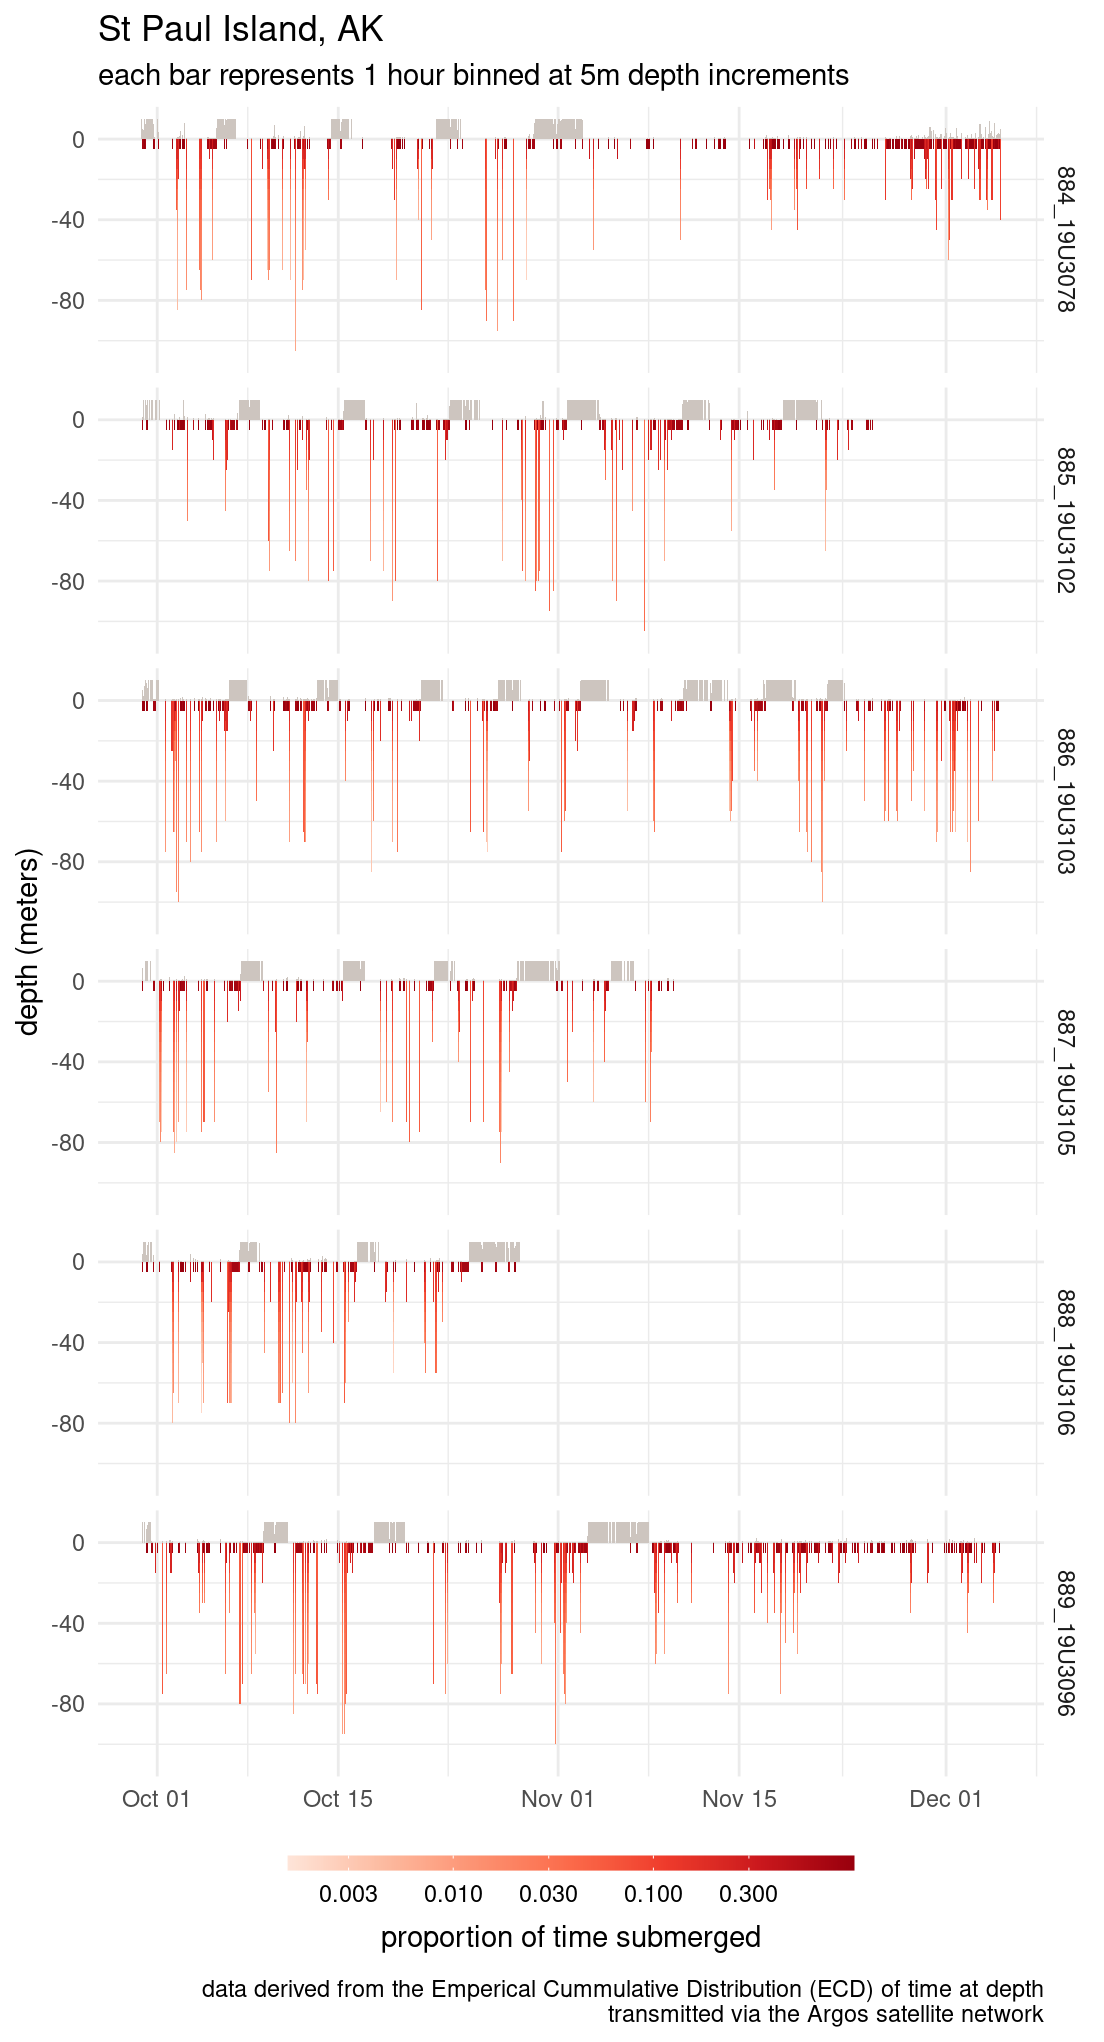 St Paul Island, AK
each bar represents 1 hour binned at 5m depth increments
0
-40
-80
884_19U3078
0
-40
-80
885_19U3102
0
-40
-80
886_19U3103
depth (meters)
0
-40
-80
887_19U3105
0
-40
-80
888_19U3106
0
-40
-80
889_19U3096
Oct 01 Oct 15 Nov 01 Nov 15 Dec 01
0.003 0.010 0.030 0.100 0.300
proportion of time submerged
data derived from the Emperical Cummulative Distribution (ECD) of time at depth
transmitted via the Argos satellite network